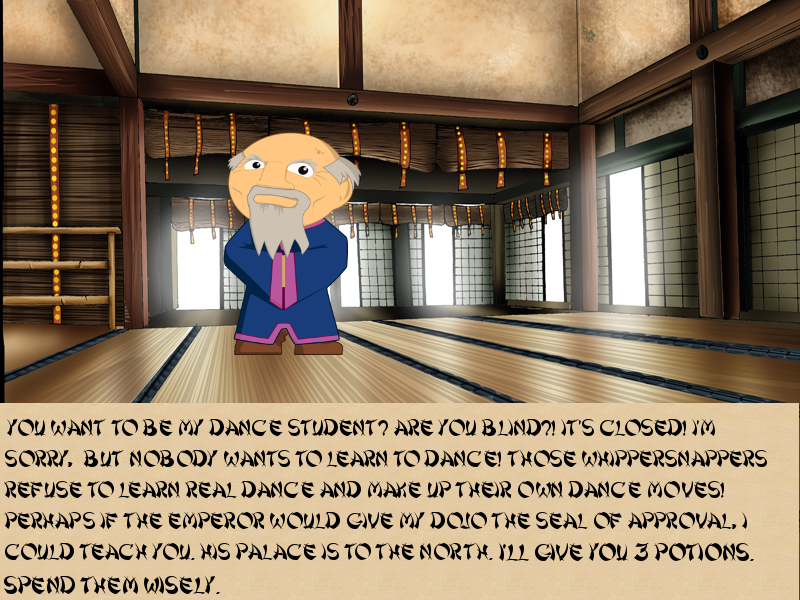 YOU WANT TO BE MY DANCE STUDENT? ARE YOU BLIND?! IT'S CLOSED! I'M
SORRY, BUT NOBODY WANTS TO LEARN TO DANCE! THOSE WHIPPERSNAPPERS
REFUSE TO LEARN REAL DANCE AND MAKE UP THEIR OWN DANCE MOVES!
PERHAPS IF THE EMPEROR WOULD GIVE MY DOJO THE SEAL OF APPROVAL, I
COULD TEACH YOU. HIS PALACE IS TO THE NORTH. I'LL GIVE YOU 3 POTIONS.
SPEND THEM WISELY.